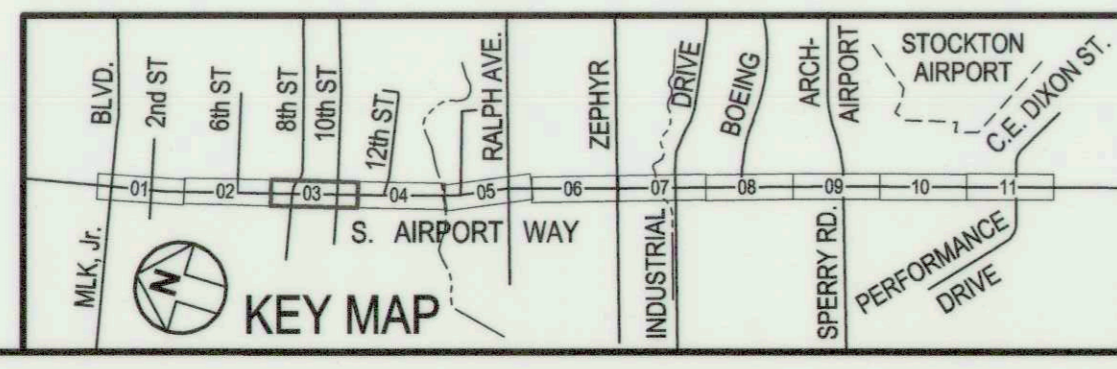 BLVD.
2nd ST
6th ST
8th ST
10th ST
12th ST
RALPH AVE.
ZEPHYR
DRIVE
BOEING
ARCH-
AIRPORT
STOCKTON
AIRPORT
C.E. DIXON ST.
01
02
03
04
05
06
07
08
09
10
11
S. AIRPORT WAY
MLK, Jr.
N
KEY MAP
INDUSTRIAL
SPERRY RD.
PERFORMANCE
DRIVE